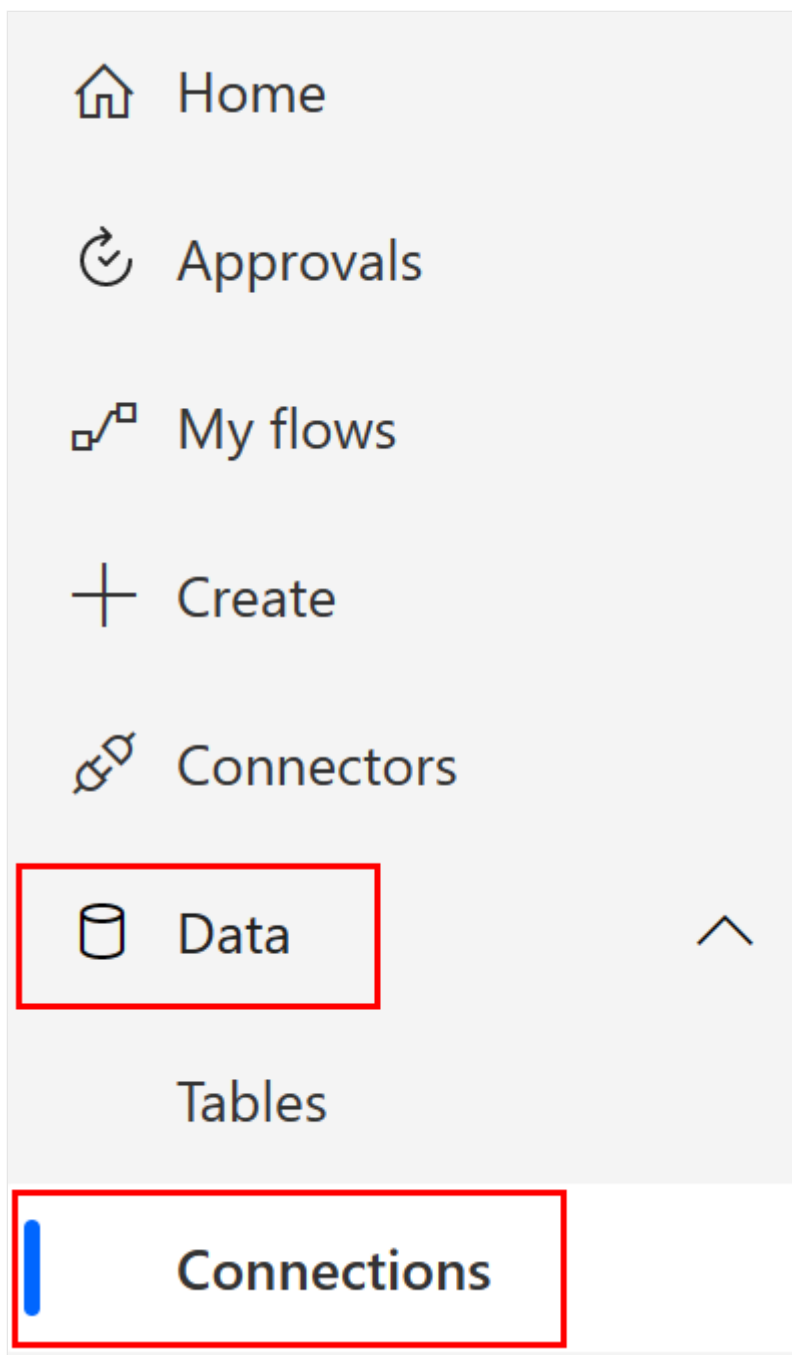 Home
Approvals
My flows
Create
Connectors
Data
Tables
Connections